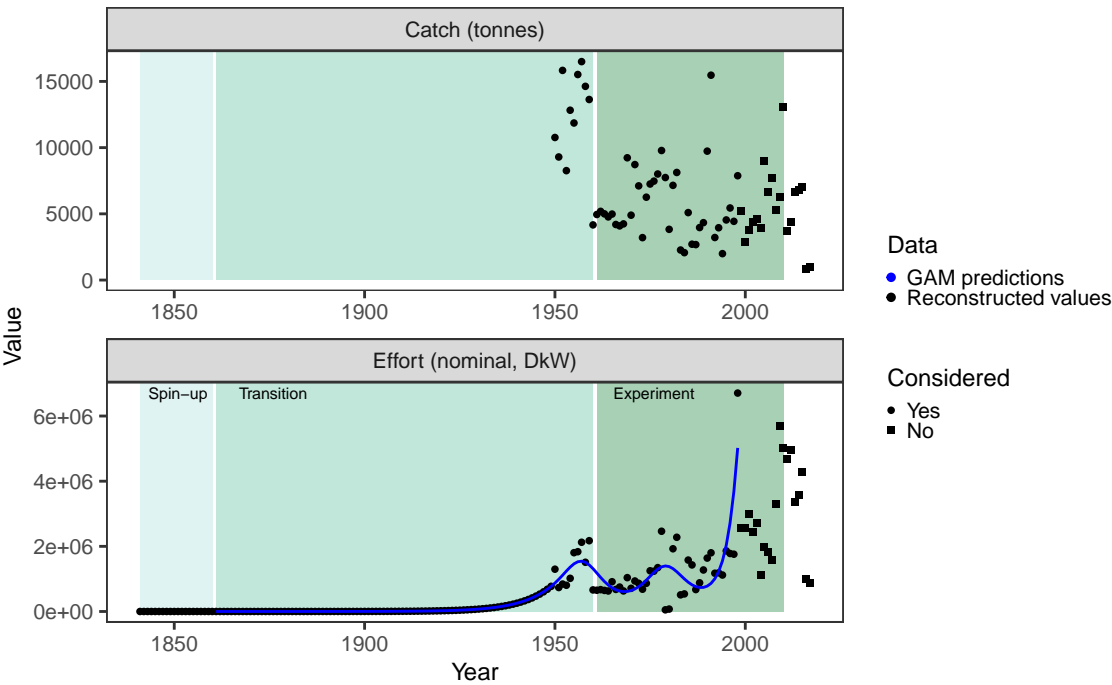 Catch (tonnes)
15000
10000
5000
0
1850 1900 1950 2000
Value
Effort (nominal, DkW)
Spin−up Transition Experiment
6e+06
4e+06
2e+06
0e+00
1850 1900 1950 2000
Year
Data
GAM predictions
Reconstructed values
Considered
Yes
No